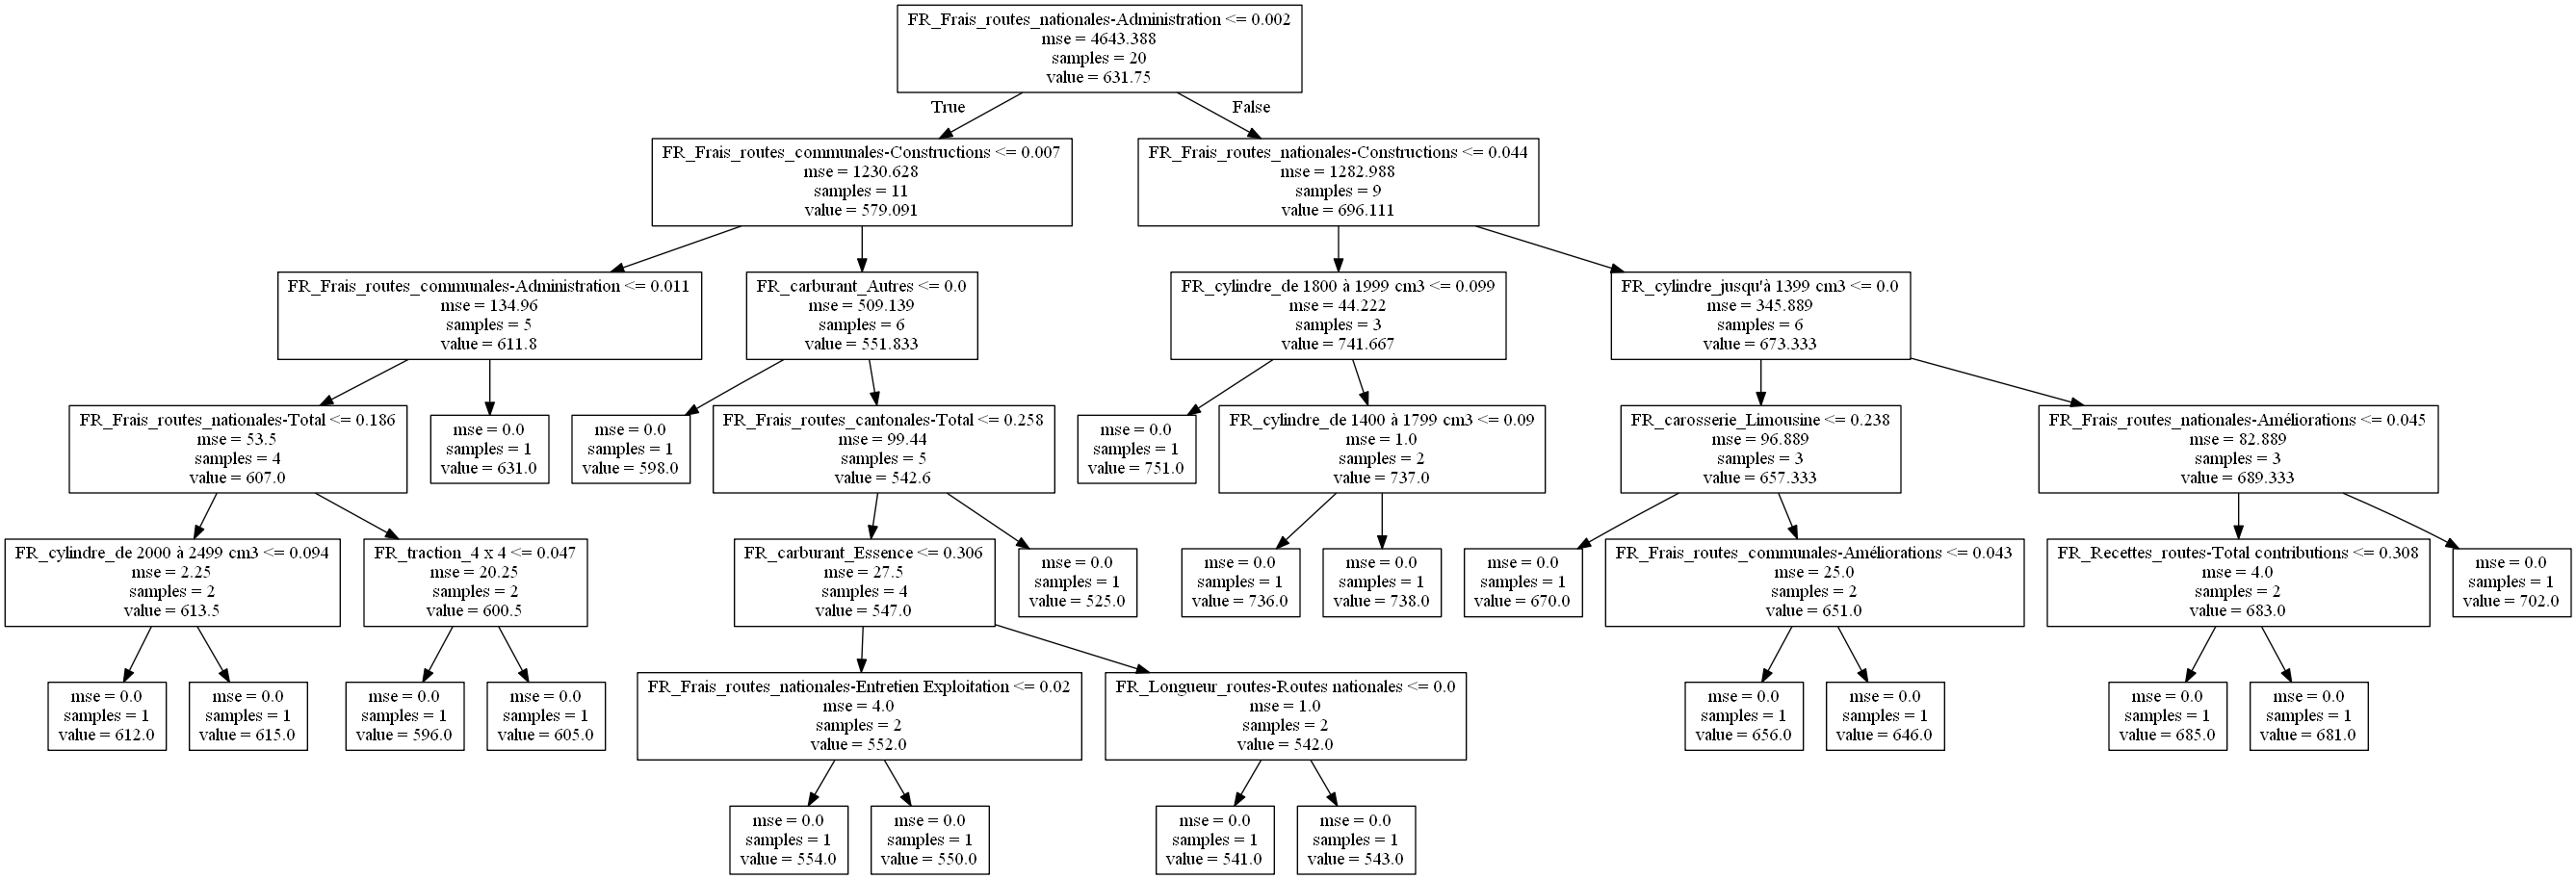 FR_Frais_routes_nationales-Administration <= 0.002
mse = 4643.388
samples = 20
value = 631.75
True
False
FR_Frais_routes_communales-Constructions <= 0.007
mse = 1230.628
samples = 11
value = 579.091
FR_Frais_routes_nationales-Constructions <= 0.044
mse = 1282.988
samples = 9
value = 696.111
FR_Frais_routes_communales-Administration <= 0.011
mse = 134.96
samples = 5
value = 611.8
FR_carburant_Autres <= 0.0
mse = 509.139
samples = 6
value = 551.833
FR_cylindre_de 1800 à 1999 cm3 <= 0.099
mse = 44.222
samples = 3
value = 741.667
FR_cylindre_jusqu'à 1399 cm3 <= 0.0
mse = 345.889
samples = 6
value = 673.333
FR_Frais_routes_nationales-Total <= 0.186
mse = 53.5
samples = 4
value = 607.0
mse = 0.0
samples = 1
value = 631.0
mse = 0.0
samples = 1
value = 598.0
FR_Frais_routes_cantonales-Total <= 0.258
mse = 99.44
samples = 5
value = 542.6
mse = 0.0
samples = 1
value = 751.0
FR_cylindre_de 1400 à 1799 cm3 <= 0.09
mse = 1.0
samples = 2
value = 737.0
FR_carosserie_Limousine <= 0.238
mse = 96.889
samples = 3
value = 657.333
FR_Frais_routes_nationales-Améliorations <= 0.045
mse = 82.889
samples = 3
value = 689.333
FR_cylindre_de 2000 à 2499 cm3 <= 0.094
mse = 2.25
samples = 2
value = 613.5
FR_traction_4 x 4 <= 0.047
mse = 20.25
samples = 2
value = 600.5
FR_carburant_Essence <= 0.306
mse = 27.5
samples = 4
value = 547.0
mse = 0.0
samples = 1
value = 525.0
mse = 0.0
samples = 1
value = 736.0
mse = 0.0
samples = 1
value = 738.0
mse = 0.0
samples = 1
value = 670.0
FR_Frais_routes_communales-Améliorations <= 0.043
mse = 25.0
samples = 2
value = 651.0
FR_Recettes_routes-Total contributions <= 0.308
mse = 4.0
samples = 2
value = 683.0
mse = 0.0
samples = 1
value = 702.0
mse = 0.0
samples = 1
value = 612.0
mse = 0.0
samples = 1
value = 615.0
mse = 0.0
samples = 1
value = 596.0
mse = 0.0
samples = 1
value = 605.0
FR_Frais_routes_nationales-Entretien Exploitation <= 0.02
mse = 4.0
samples = 2
value = 552.0
FR_Longueur_routes-Routes nationales <= 0.0
mse = 1.0
samples = 2
value = 542.0
mse = 0.0
samples = 1
value = 656.0
mse = 0.0
samples = 1
value = 646.0
mse = 0.0
samples = 1
value = 685.0
mse = 0.0
samples = 1
value = 681.0
mse = 0.0
samples = 1
value = 554.0
mse = 0.0
samples = 1
value = 550.0
mse = 0.0
samples = 1
value = 541.0
mse = 0.0
samples = 1
value = 543.0